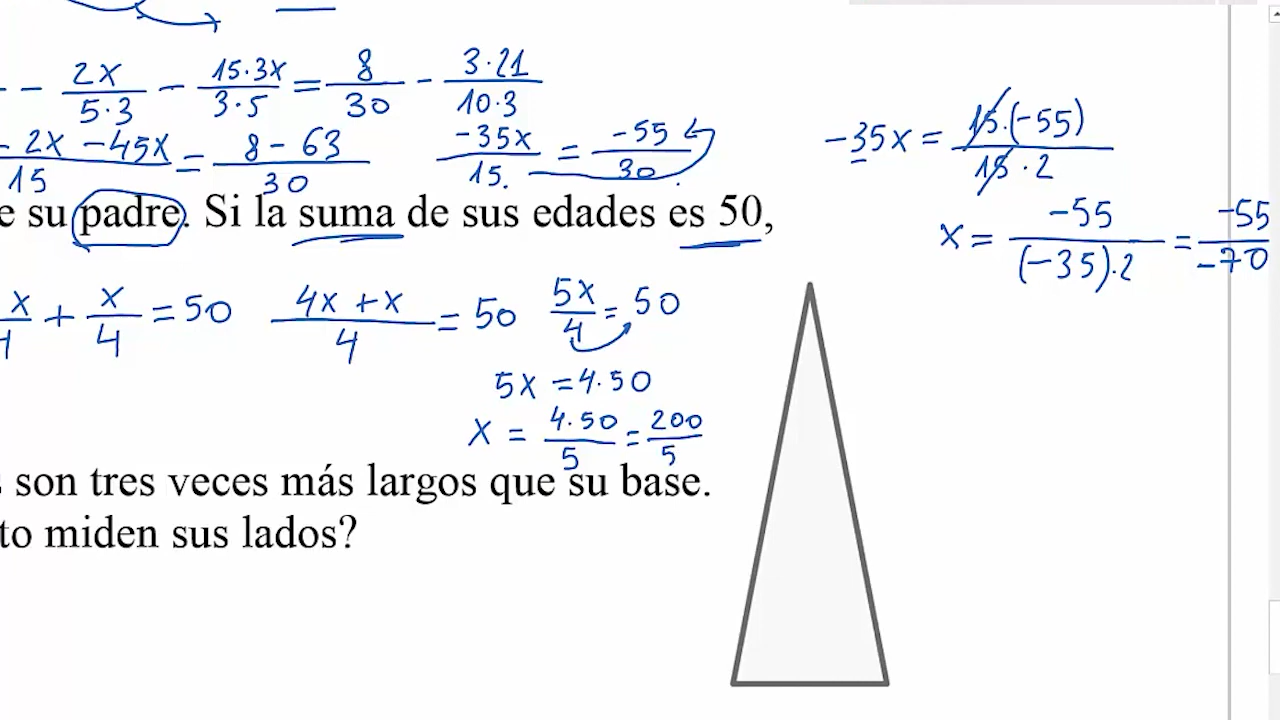 - - 2x/5·3 - 15·3x/3·5 = 8/30 - 3·21/10·3
- 2x - 45x/15 = 8 - 63/30 -35x/15. = -55/30.
-35x = 15·(-55)/15·2
e su padre. Si la suma de sus edades es 50,
x = -55/(-35)·2 = -55/-70
x/4 + x/4 = 50 4x + x/4 = 50 5x/4 = 50
5x = 4·50
x = 4·50/5 = 200/5
son tres veces más largos que su base.
to miden sus lados?